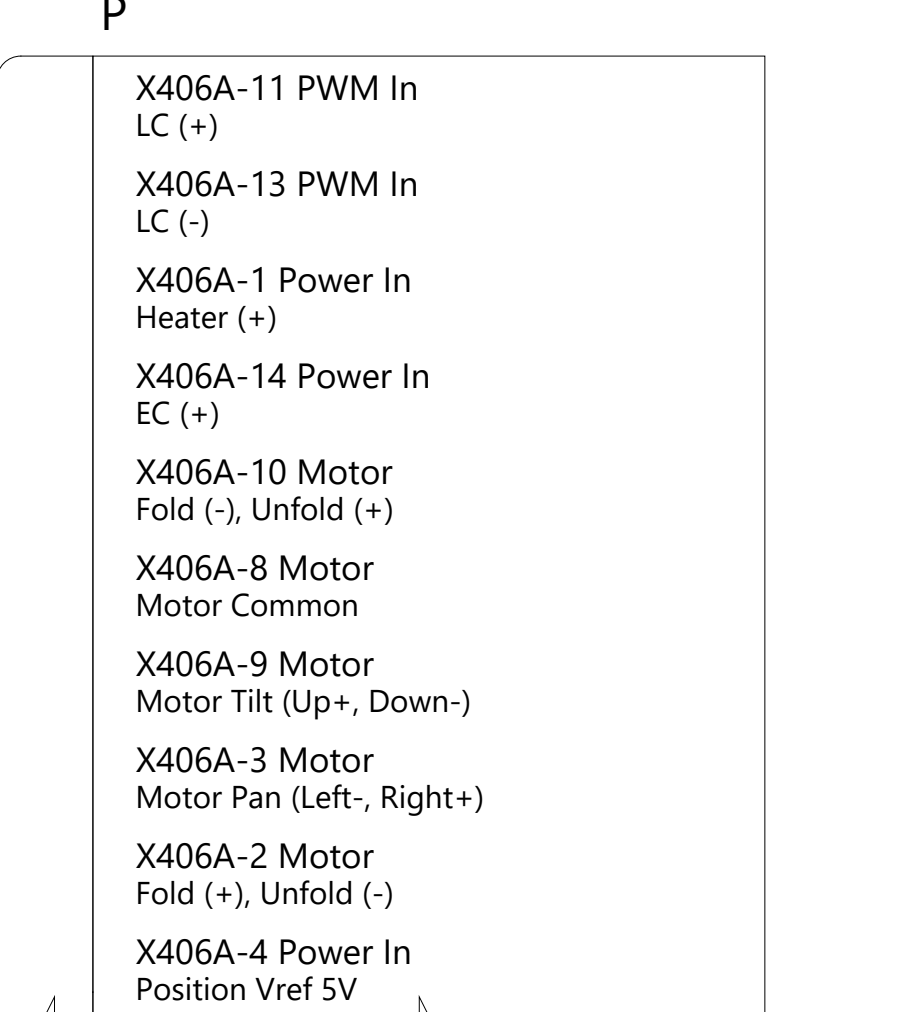 P
X406A-11 PWM In
LC (+)
X406A-13 PWM In
LC (-)
X406A-1 Power In
Heater (+)
X406A-14 Power In
EC (+)
X406A-10 Motor
Fold (-), Unfold (+)
X406A-8 Motor
Motor Common
X406A-9 Motor
Motor Tilt (Up+, Down-)
X406A-3 Motor
Motor Pan (Left-, Right+)
X406A-2 Motor
Fold (+), Unfold (-)
X406A-4 Power In
Position Vref 5V